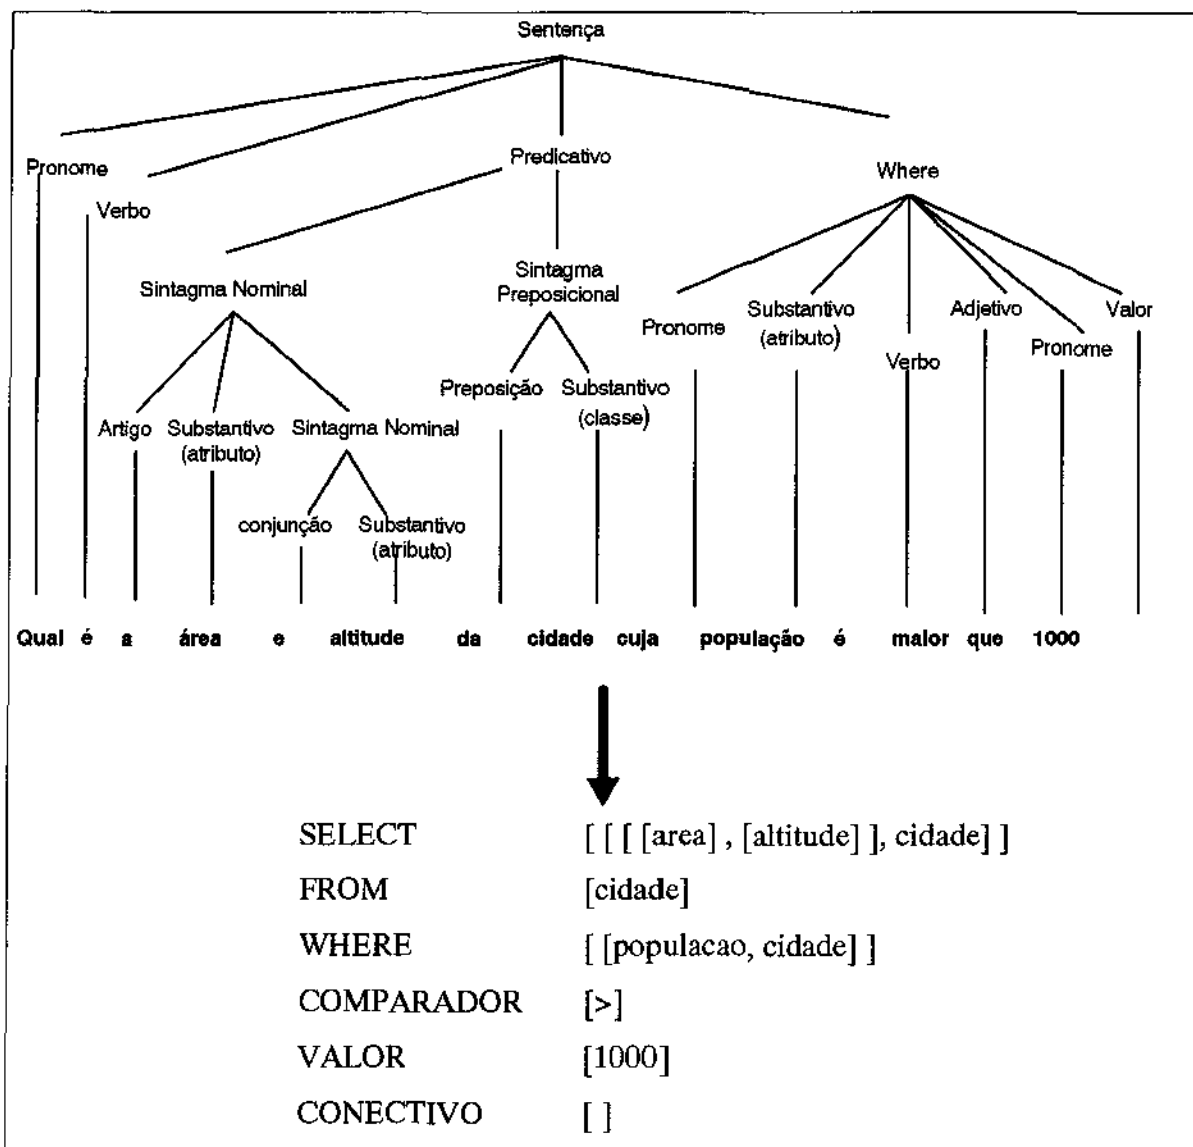 Sentença
Pronome Predicativo Where
Verbo
Sintagma Nominal Sintagma
Preposicional
Pronome Substantivo
(atributo) Adjetivo Valor
Verbo Pronome
Artigo Substantivo
(atributo) Sintagma Nominal Preposição Substantivo
(classe)
conjunção Substantivo
(atributo)
Qual é a área e altitude da cidade cuja população é maior que 1000
SELECT [ [ [ [area] , [altitude] ], cidade] ]
FROM [cidade]
WHERE [ [populacao, cidade] ]
COMPARADOR [>]
VALOR [1000]
CONECTIVO [ ]